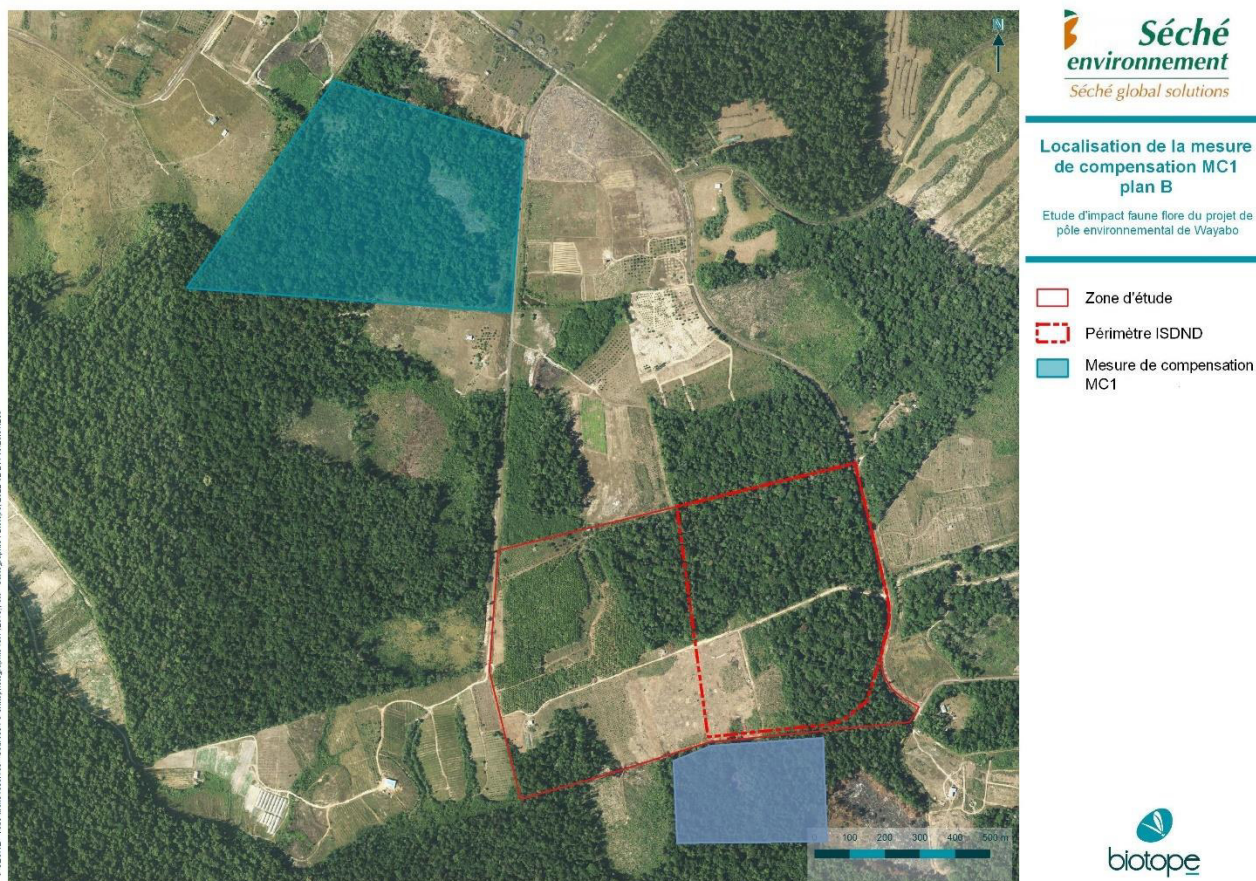 Séché
environnement
Séché global solutions
Localisation de la mesure
de compensation MC1
plan B
Etude d'impact faune flore du projet de
pôle environnemental de Wayabo
Zone d'étude
Périmètre ISDND
Mesure de compensation
MC1
N
0 100 200 300 400 500 m
biotope